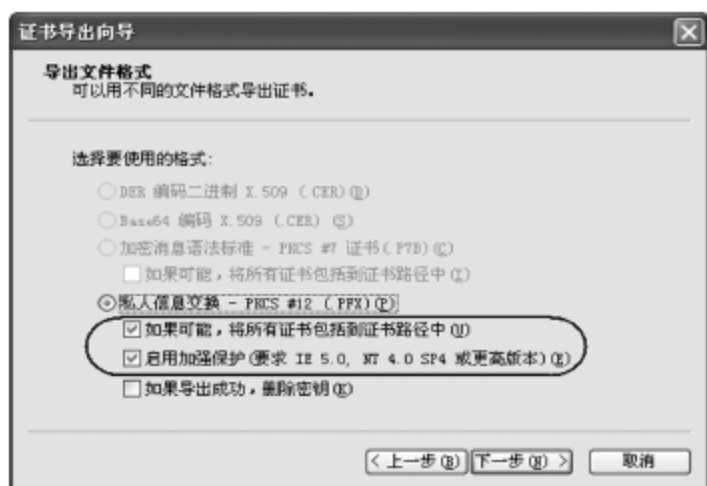 证书导出向导
导出文件格式
可以用不同的文件格式导出证书。
选择要使用的格式:
DER 编码二进制 X.509 (.CER)(D)
Base64 编码 X.509 (.CER) (S)
加密消息语法标准 - PKCS #7 证书(.P7B)(C)
如果可能，将所有证书包括到证书路径中(I)
私人信息交换 - PKCS #12 (.PFX)(P)
如果可能，将所有证书包括到证书路径中(U)
启用加强保护(要求 IE 5.0, NT 4.0 SP4 或更高版本)(E)
如果导出成功，删除密钥(K)
< 上一步(B) 下一步(N) > 取消